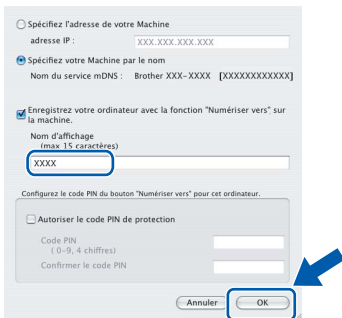 Spécifiez l'adresse de votre Machine
adresse IP :
XXX.XXX.XXX.XXX
Spécifiez votre Machine par le nom
Nom du service mDNS : Brother XXX-XXXX [XXXXXXXXXXXX]
Enregistrez votre ordinateur avec la fonction "Numériser vers" sur
la machine.
Nom d'affichage
(max 15 caractères)
XXXX
Configurez le code PIN du bouton "Numériser vers" pour cet ordinateur.
Autoriser le code PIN de protection
Code PIN
( 0-9, 4 chiffres)
Confirmer le code PIN
Annuler
OK